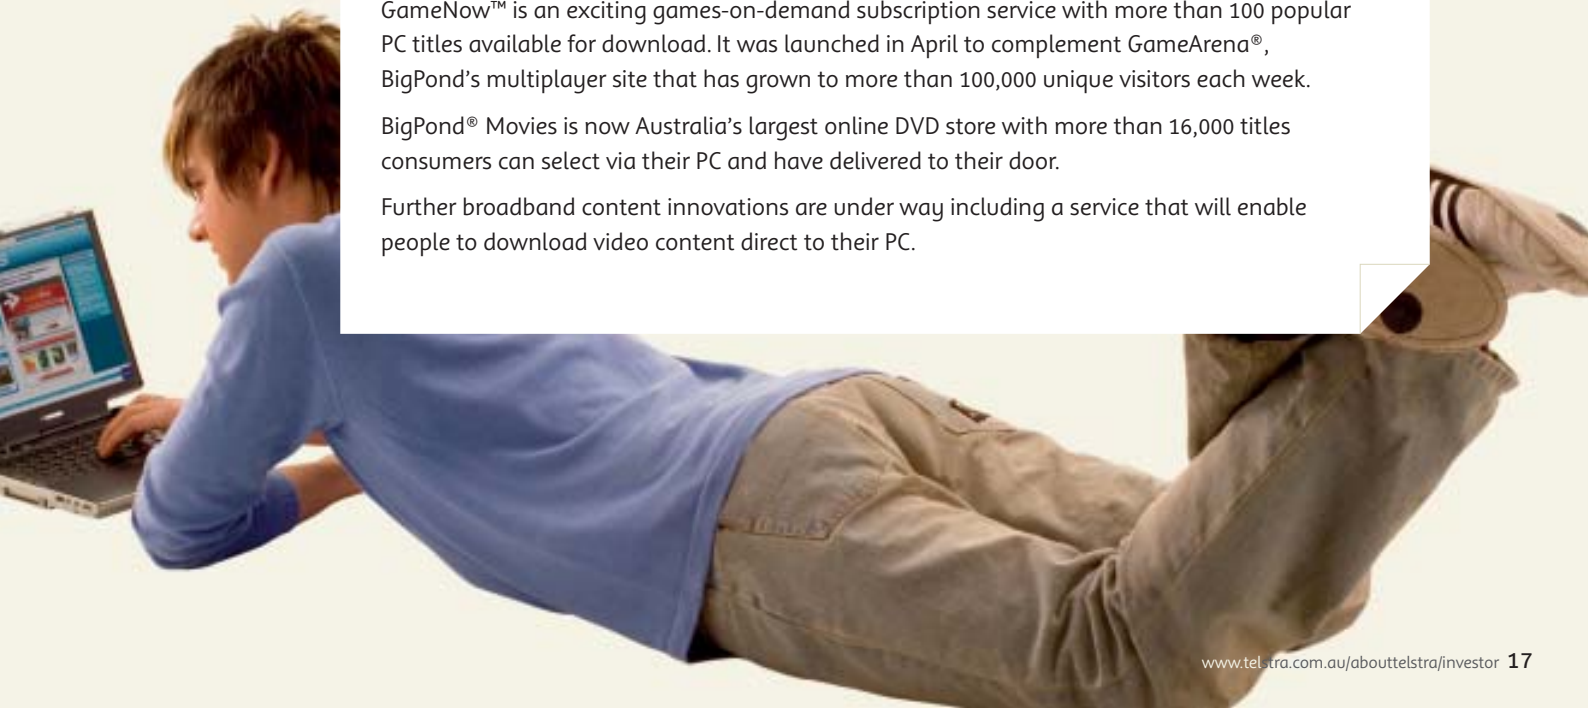 GameNow™ is an exciting games-on-demand subscription service with more than 100 popular
PC titles available for download. It was launched in April to complement GameArena®,
BigPond’s multiplayer site that has grown to more than 100,000 unique visitors each week.
BigPond® Movies is now Australia’s largest online DVD store with more than 16,000 titles
consumers can select via their PC and have delivered to their door.
Further broadband content innovations are under way including a service that will enable
people to download video content direct to their PC.
www.telstra.com.au/abouttelstra/investor 17